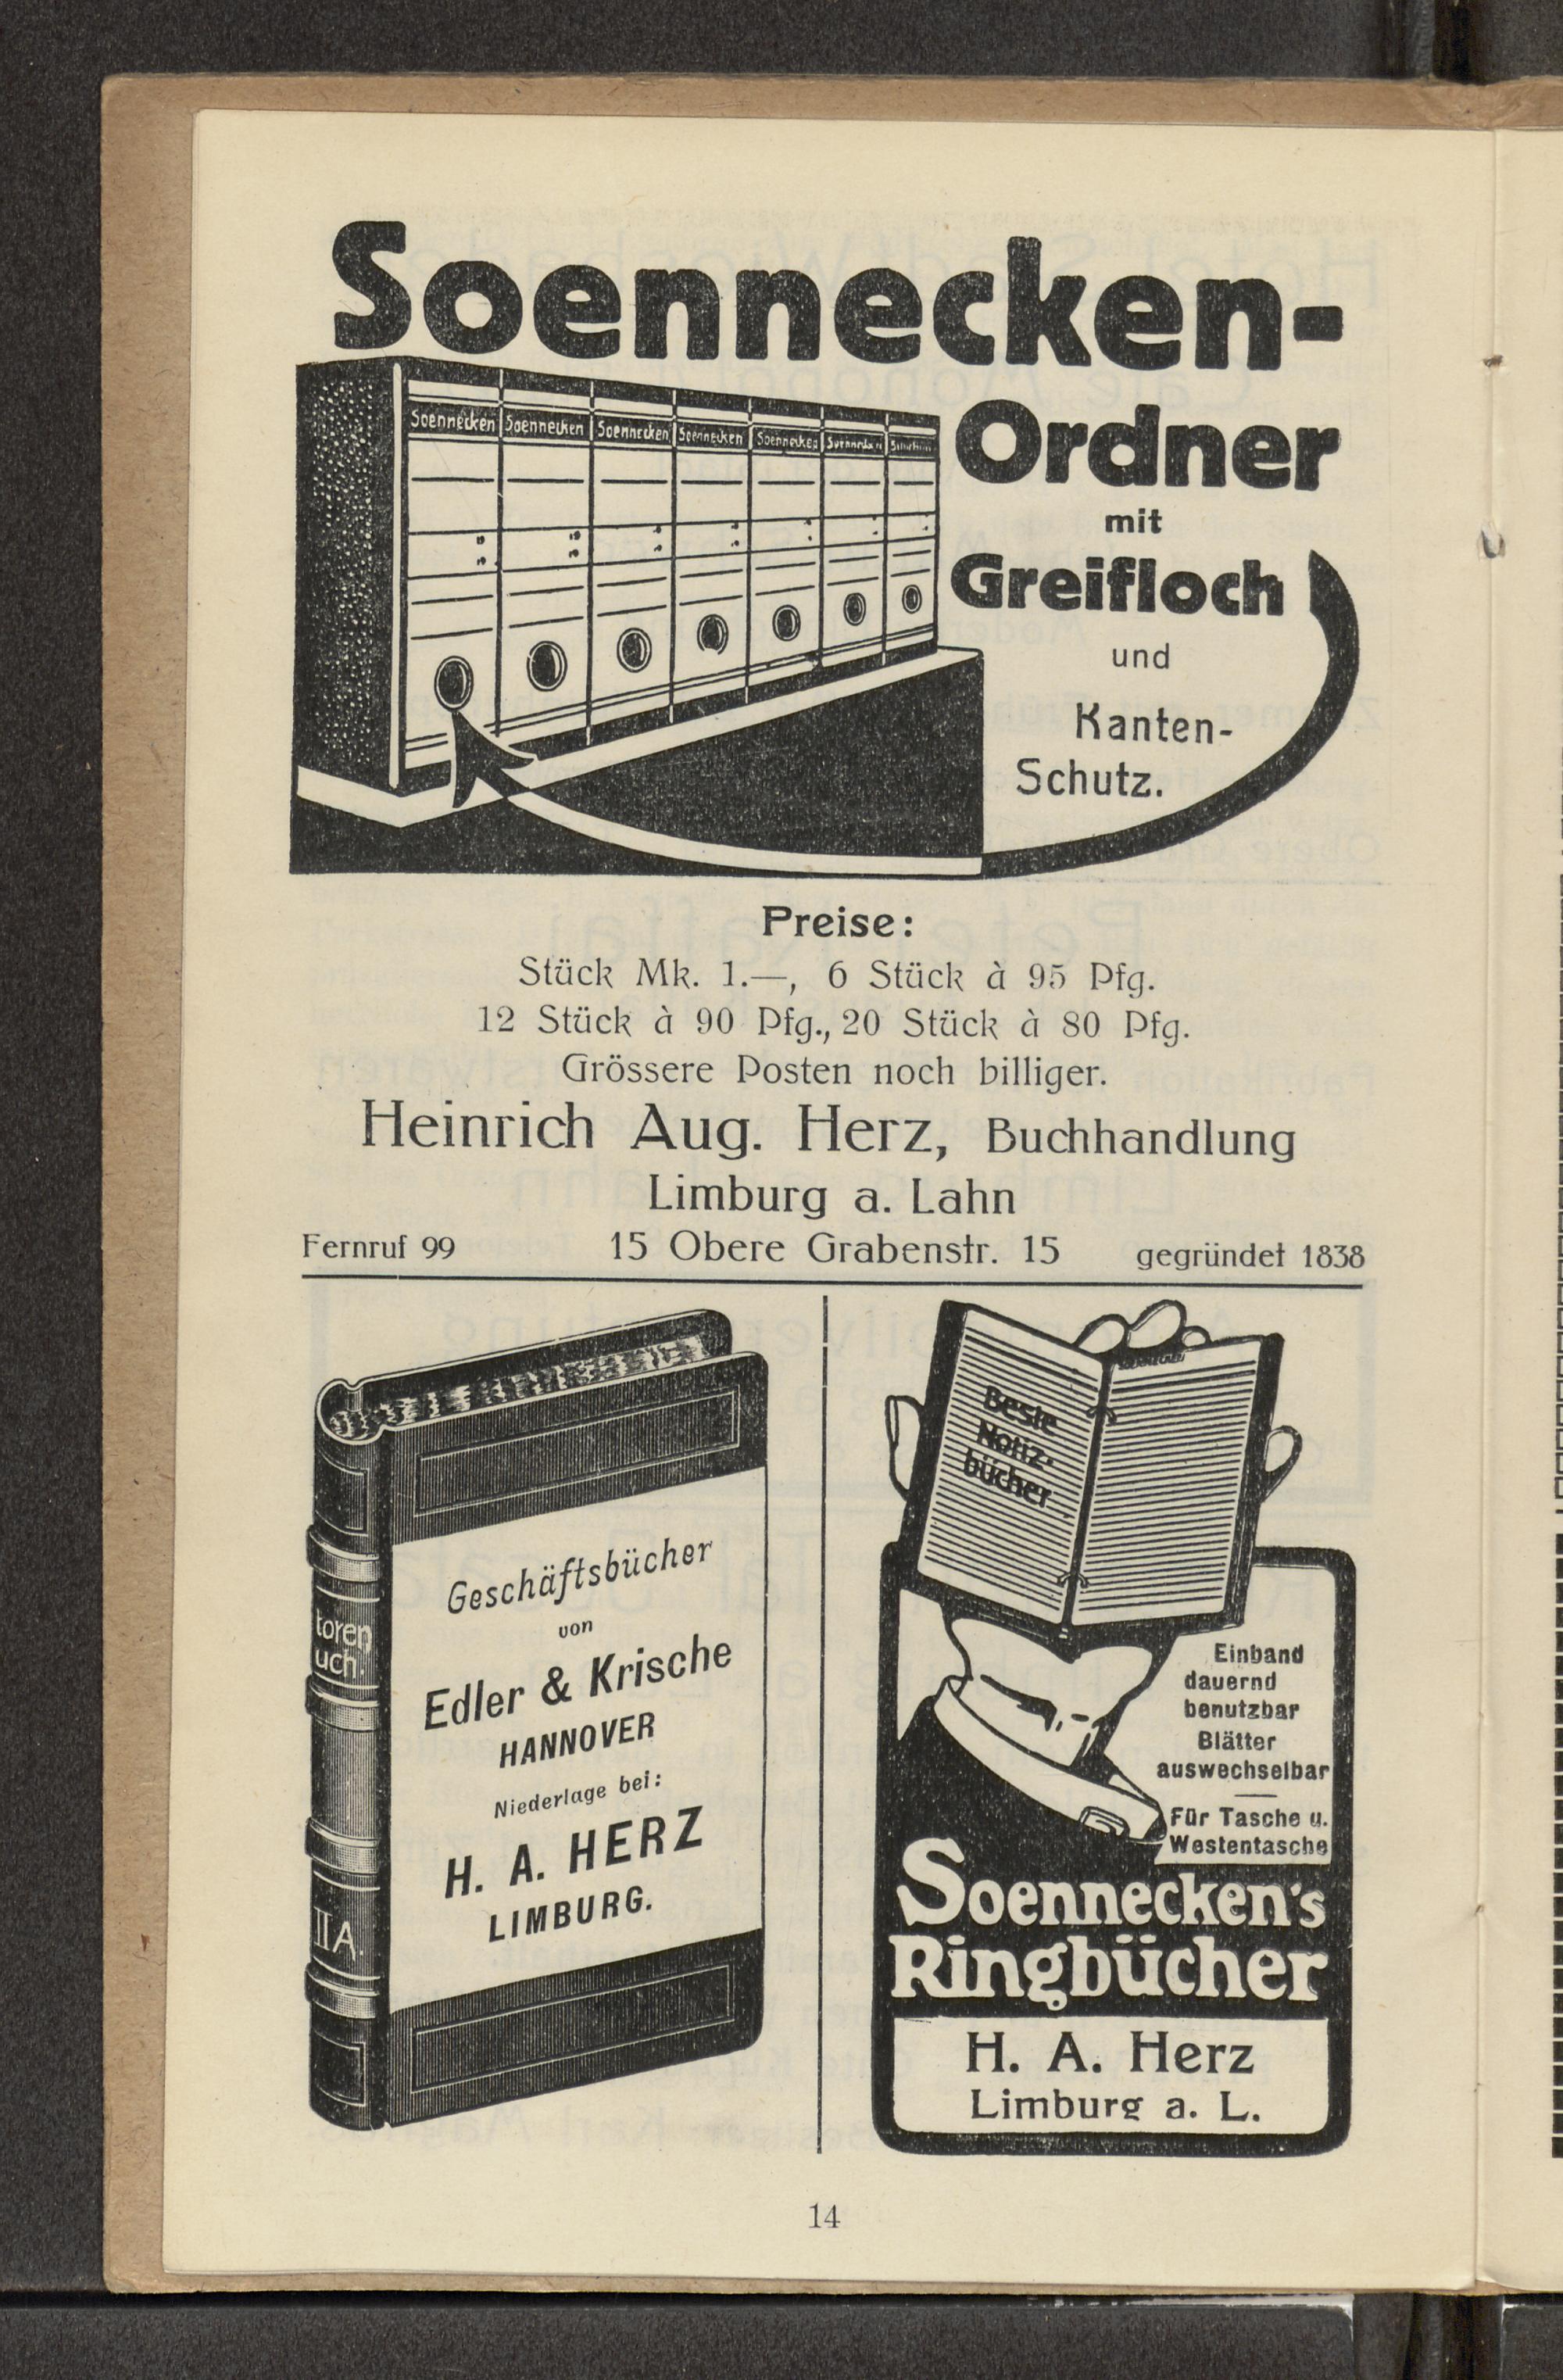 Soennecken-
Soennecken Soennecken Soennecken Soennecken Soennecken
Ordner
mit
Greifloch
und
Kanten-
Schutz.
Preise:
Stück Mk. 1.—, 6 Stück à 95 Pfg.
12 Stück à 90 Pfg., 20 Stück à 80 Pfg.
Grössere Posten noch billiger.
Heinrich Aug. Herz, Buchhandlung
Limburg a. Lahn
Fernruf 99 15 Obere Grabenstr. 15 gegründet 1838
toren
uch.
II A.
Geschäftsbücher
von
Edler & Krische
HANNOVER
Niederlage bei:
H. A. HERZ
LIMBURG.
Beste
Notiz-
bücher
Einband
dauernd
benutzbar
Blätter
auswechselbar
Für Tasche u.
Westentasche
Soennecken's
Ringbücher
H. A. Herz
Limburg a. L.
14